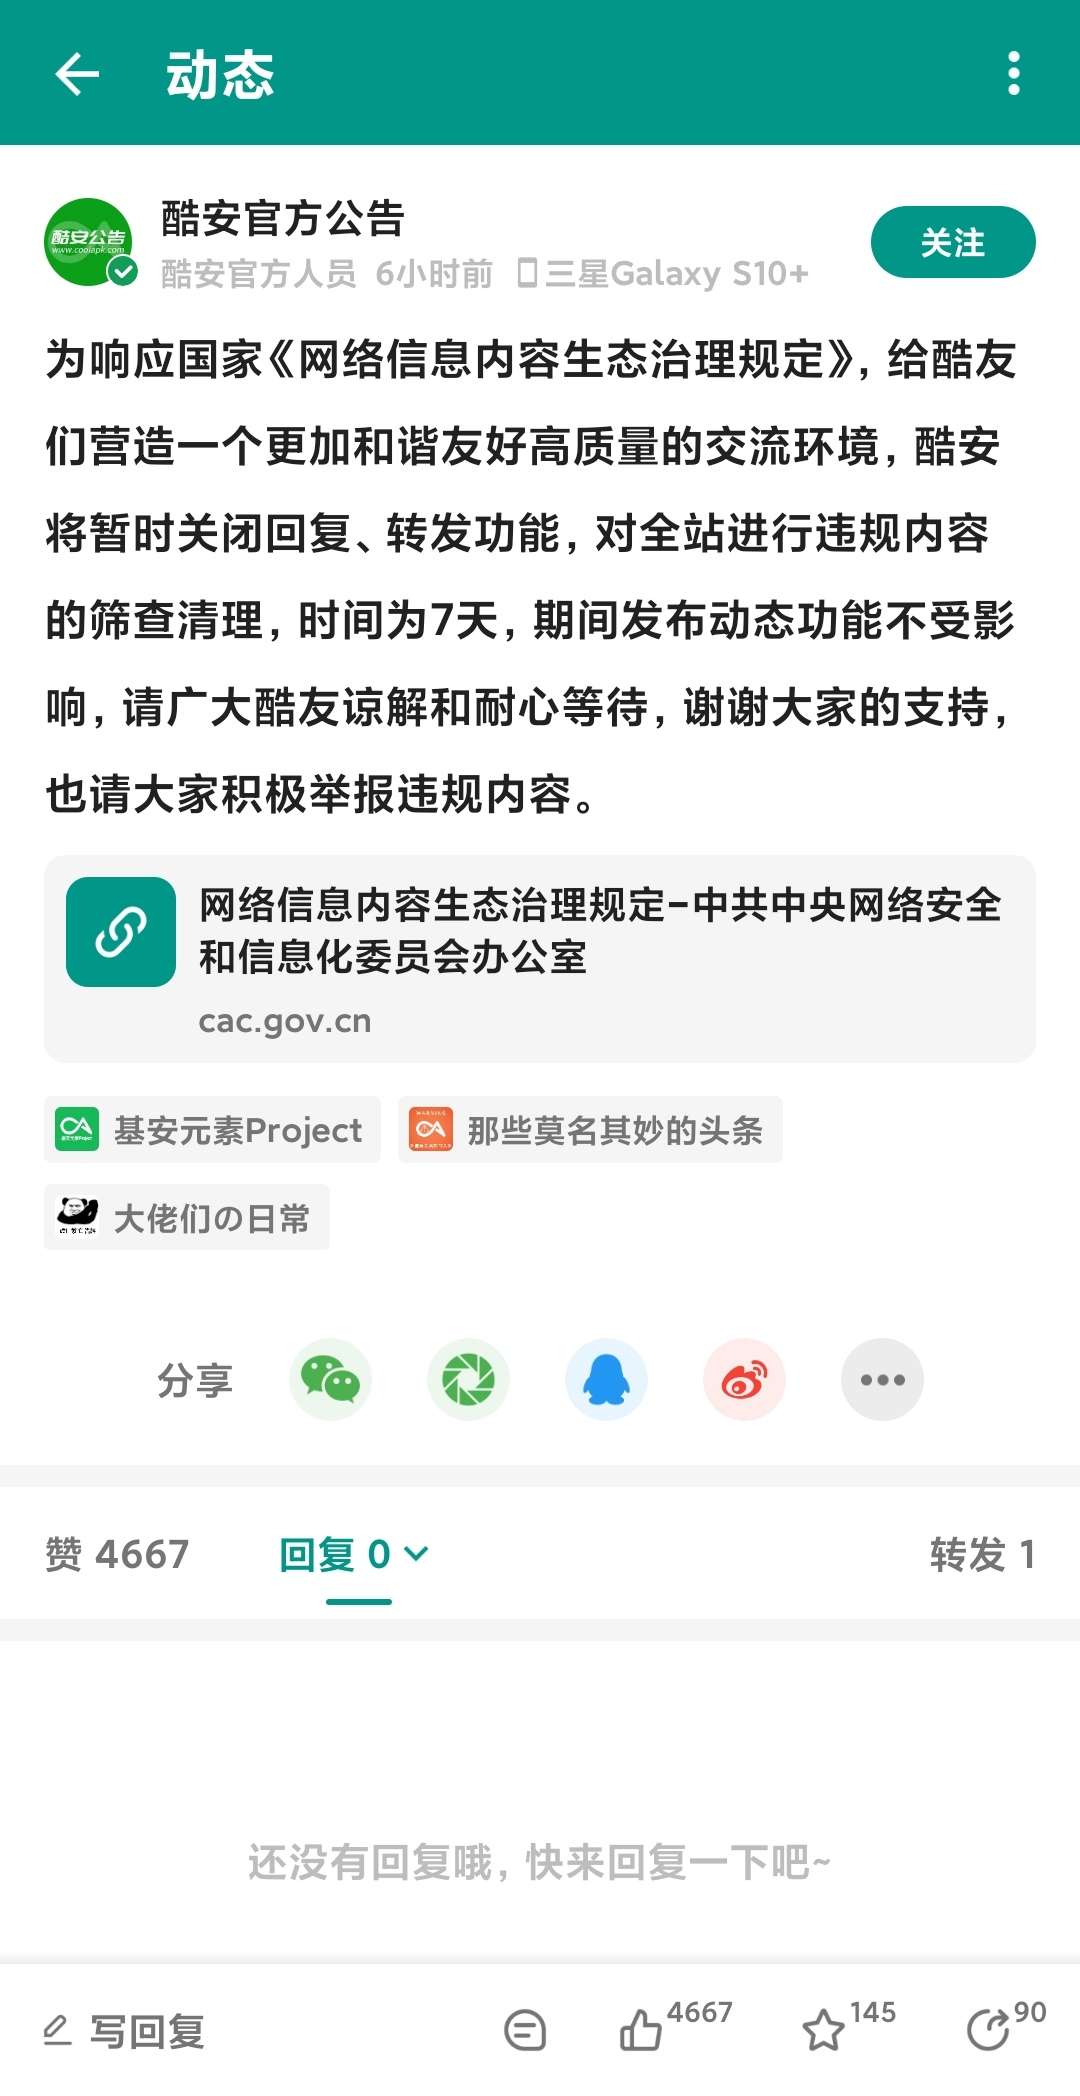 动态
酷安公告
www.coolapk.com
酷安官方公告
关注
酷安官方人员 6小时前 三星Galaxy S10+
为响应国家《网络信息内容生态治理规定》，给酷友
们营造一个更加和谐友好高质量的交流环境，酷安
将暂时关闭回复、转发功能，对全站进行违规内容
的筛查清理，时间为7天，期间发布动态功能不受影
响，请广大酷友谅解和耐心等待，谢谢大家的支持，
也请大家积极举报违规内容。
网络信息内容生态治理规定-中共中央网络安全
和信息化委员会办公室
cac.gov.cn
基安元素Project 那些莫名其妙的头条
大佬们の日常
分享
赞 4667 回复 0 转发 1
还没有回复哦，快来回复一下吧~
写回复 4667 145 90